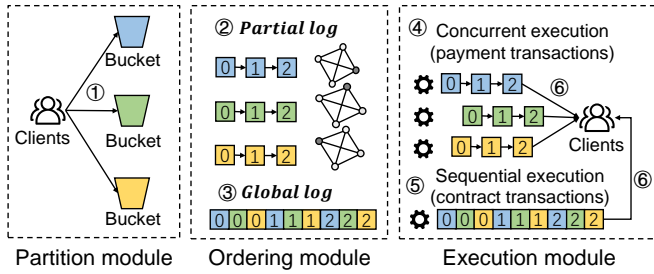 Bucket
①
Clients
Bucket
Bucket
Partition module
② Partial log
0 1 2
0 1 2
0 1 2
③ Global log
0 0 0 1 1 1 2 2 2
Ordering module
④ Concurrent execution
(payment transactions)
0 1 2
⑥
0 1 2
0 1 2
Clients
⑤ Sequential execution
(contract transactions)
⑥
0 0 0 1 1 1 2 2 2
Execution module